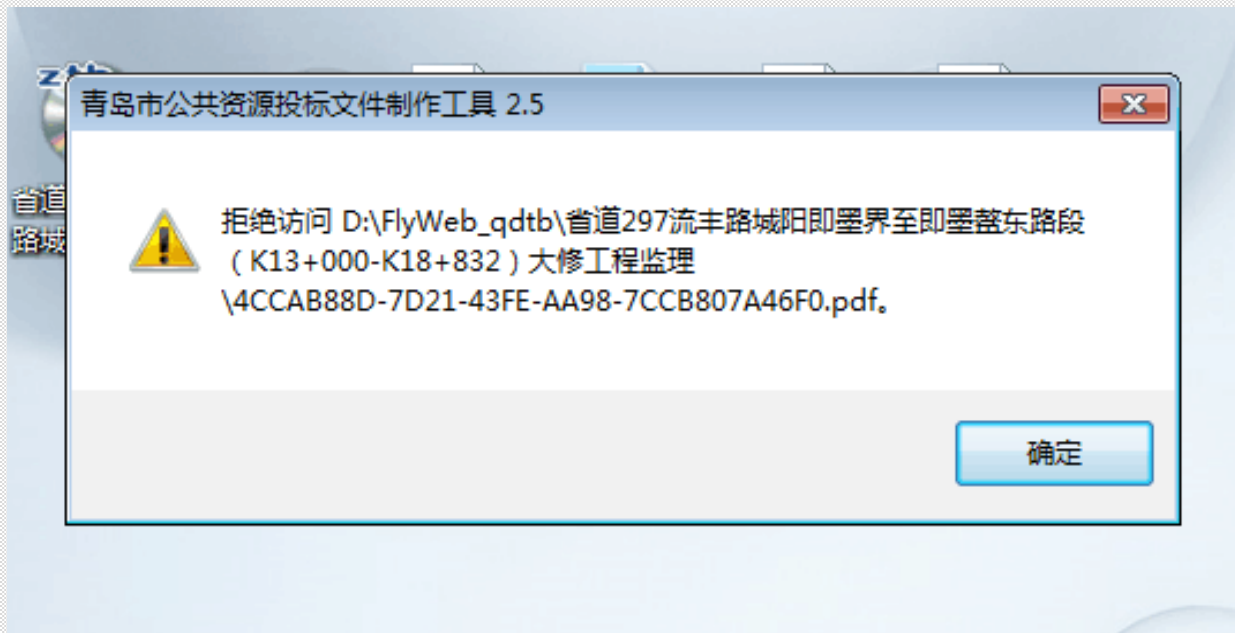 青岛市公共资源投标文件制作工具 2.5
省道
路城
拒绝访问 D:\FlyWeb_qdtb\省道297流丰路城阳即墨界至即墨盩东路段
（K13+000-K18+832）大修工程监理
\4CCAB88D-7D21-43FE-AA98-7CCB807A46F0.pdf。
确定